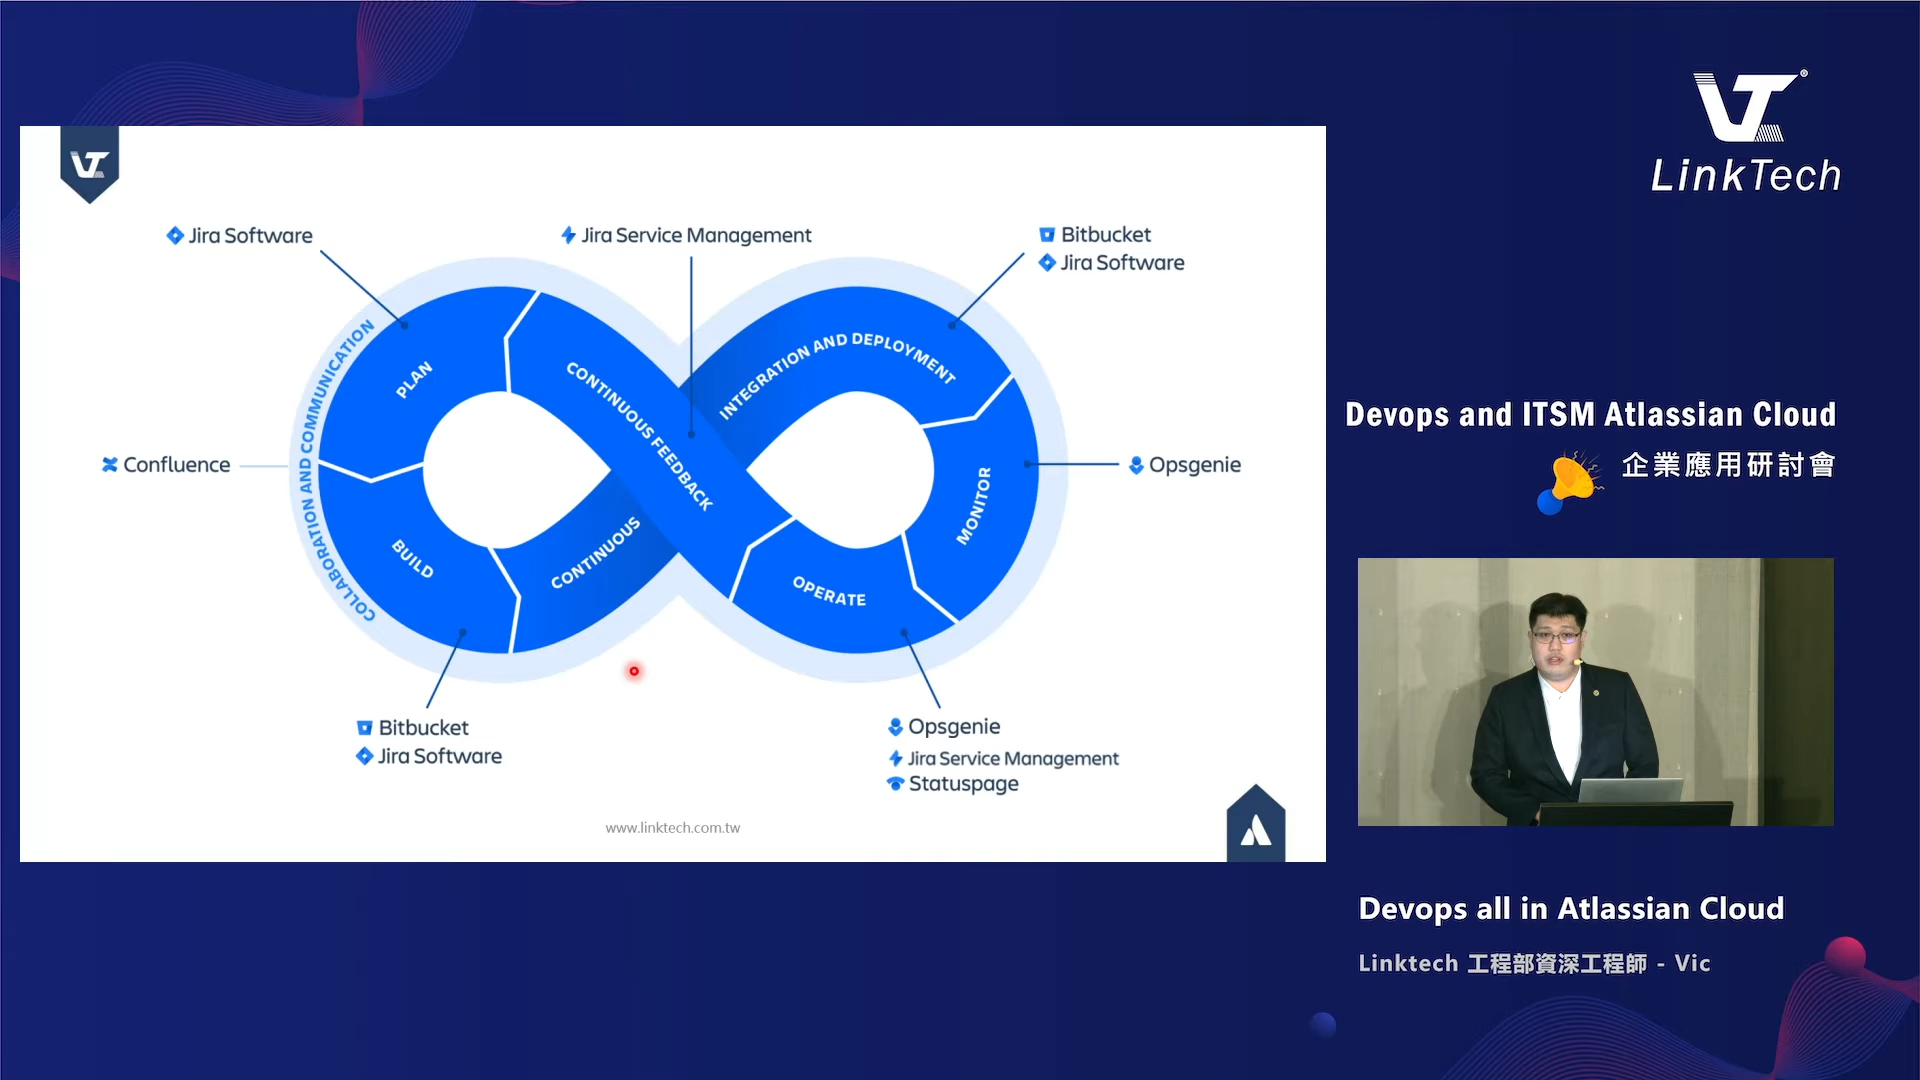 LinkTech
Jira Software
Jira Service Management
Bitbucket
Jira Software
PLAN
CONTINUOUS FEEDBACK
INTEGRATION AND DEPLOYMENT
COLLABORATION AND COMMUNICATION
Confluence
Opsgenie
MONITOR
BUILD
CONTINUOUS
OPERATE
Bitbucket
Jira Software
Opsgenie
Jira Service Management
Statuspage
www.linktech.com.tw
Devops and ITSM Atlassian Cloud
企業應用研討會
Devops all in Atlassian Cloud
Linktech 工程部資深工程師 - Vic